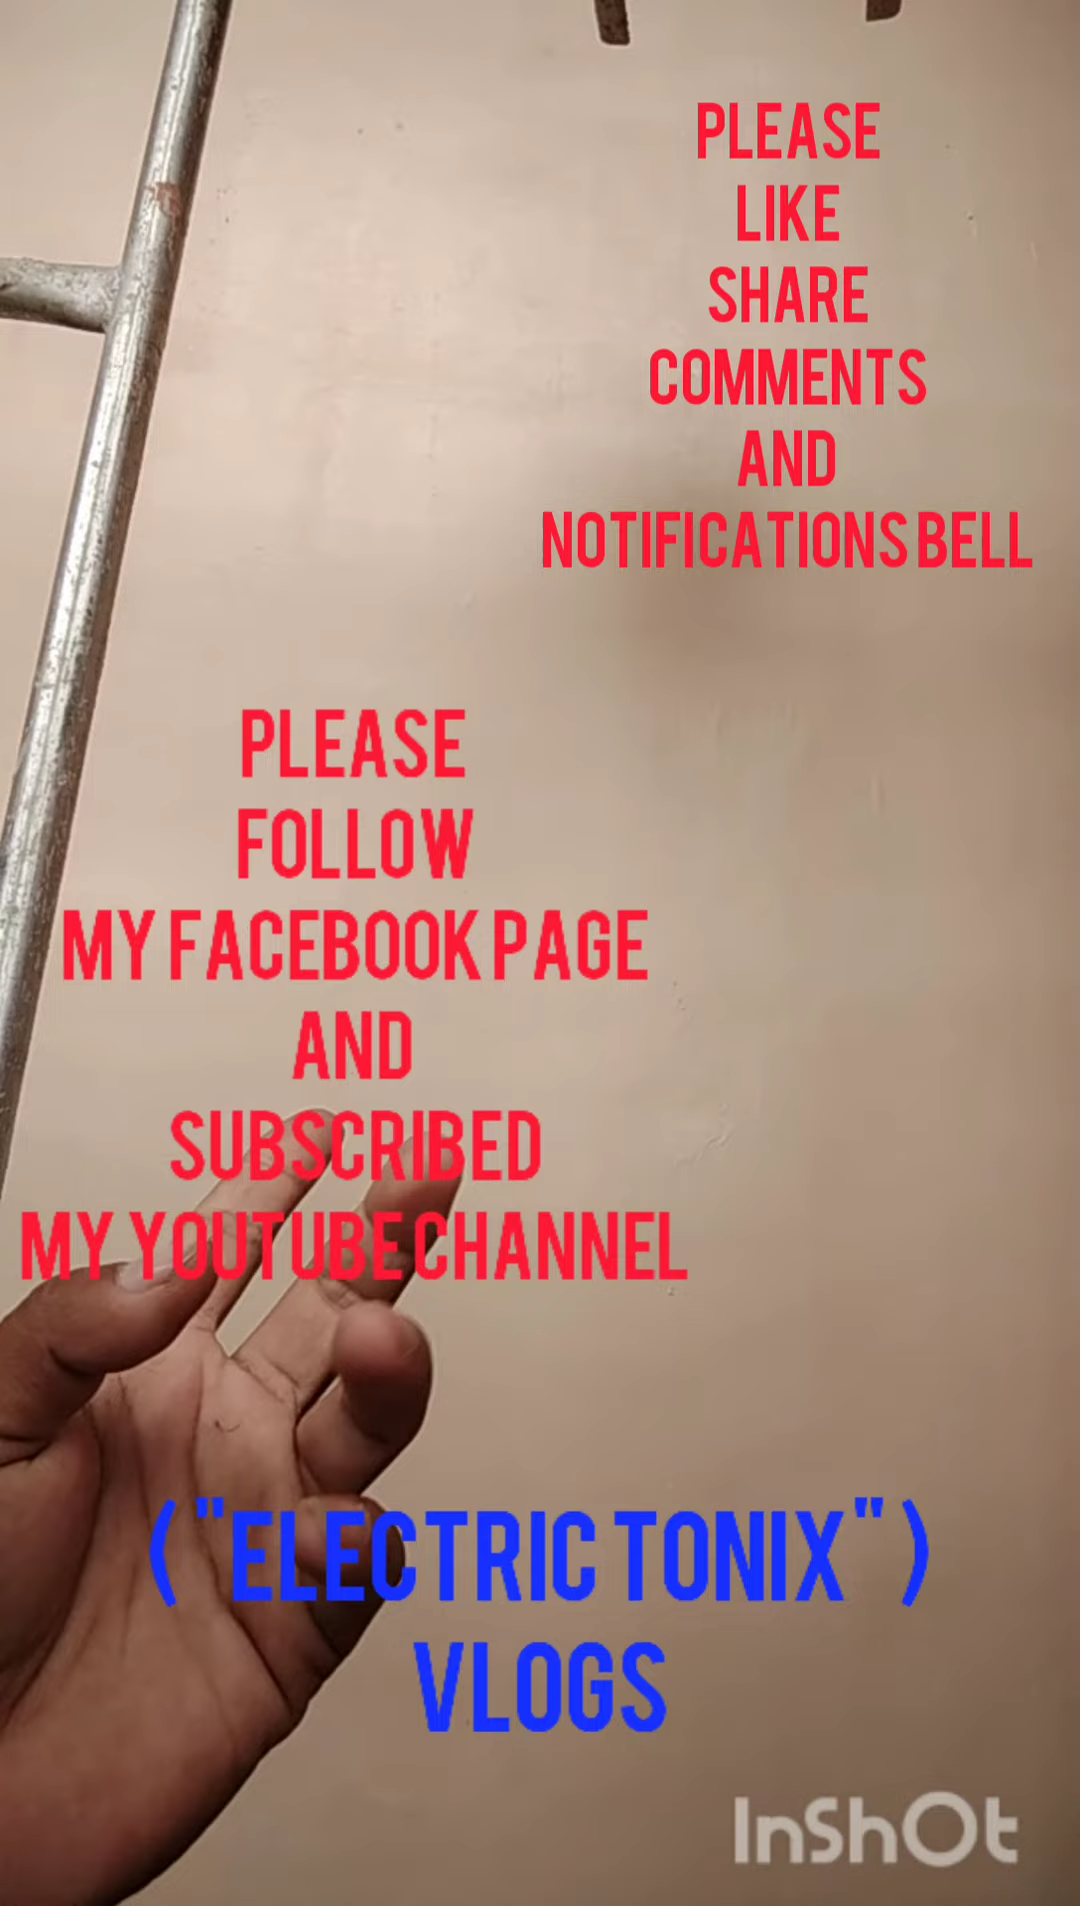 PLEASE
LIKE
SHARE
COMMENTS
AND
NOTIFICATIONS BELL
PLEASE
FOLLOW
MY FACEBOOK PAGE
AND
SUBSCRIBED
MY YOUTUBE CHANNEL
("ELECTRIC TONIX")
VLOGS
InShOt